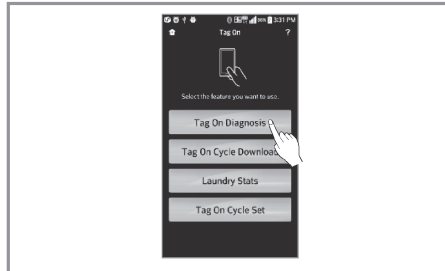 3:31 PM
Tag On
?
Select the feature you want to use.
Tag On Diagnosis
Tag On Cycle Download
Laundry Stats
Tag On Cycle Set